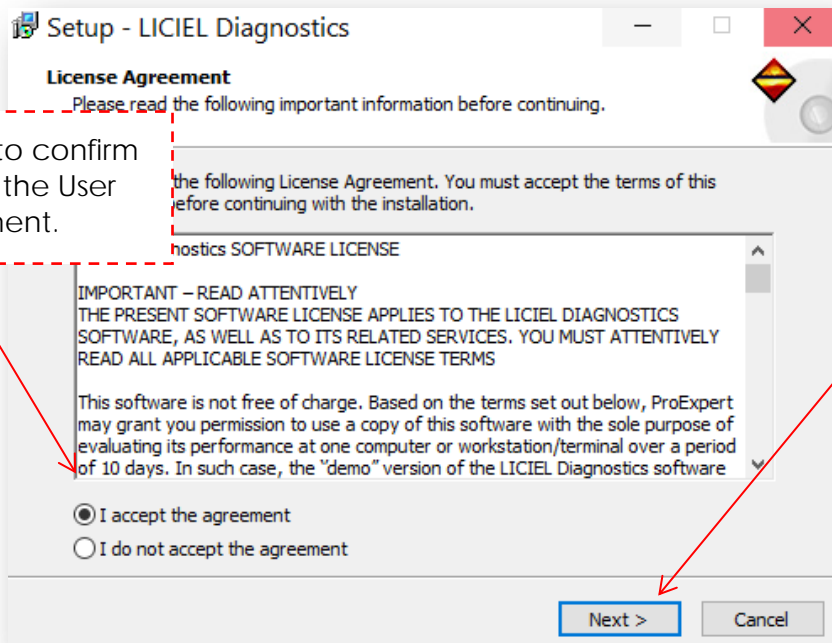 Setup - LICIEL Diagnostics
License Agreement
Please read the following important information before continuing.
to confirm
the User
ent.
the following License Agreement. You must accept the terms of this
efore continuing with the installation.
nostics SOFTWARE LICENSE
IMPORTANT – READ ATTENTIVELY
THE PRESENT SOFTWARE LICENSE APPLIES TO THE LICIEL DIAGNOSTICS
SOFTWARE, AS WELL AS TO ITS RELATED SERVICES. YOU MUST ATTENTIVELY
READ ALL APPLICABLE SOFTWARE LICENSE TERMS
This software is not free of charge. Based on the terms set out below, ProExpert
may grant you permission to use a copy of this software with the sole purpose of
evaluating its performance at one computer or workstation/terminal over a period
of 10 days. In such case, the "demo" version of the LICIEL Diagnostics software
I accept the agreement
I do not accept the agreement
Next >
Cancel